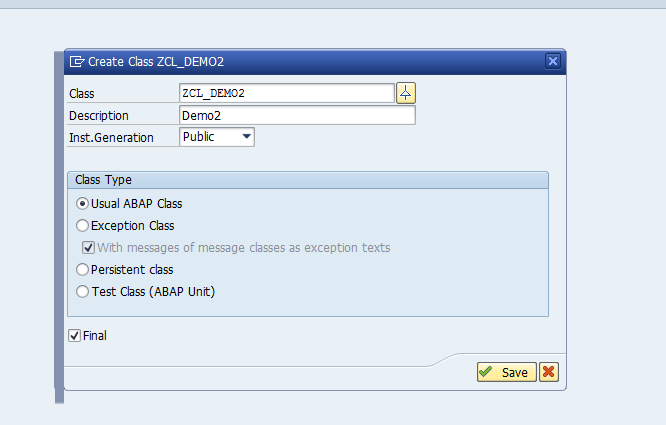 Create Class ZCL_DEMO2
Class ZCL_DEMO2
Description Demo2
Inst.Generation Public
Class Type
Usual ABAP Class
Exception Class
With messages of message classes as exception texts
Persistent class
Test Class (ABAP Unit)
Final
Save